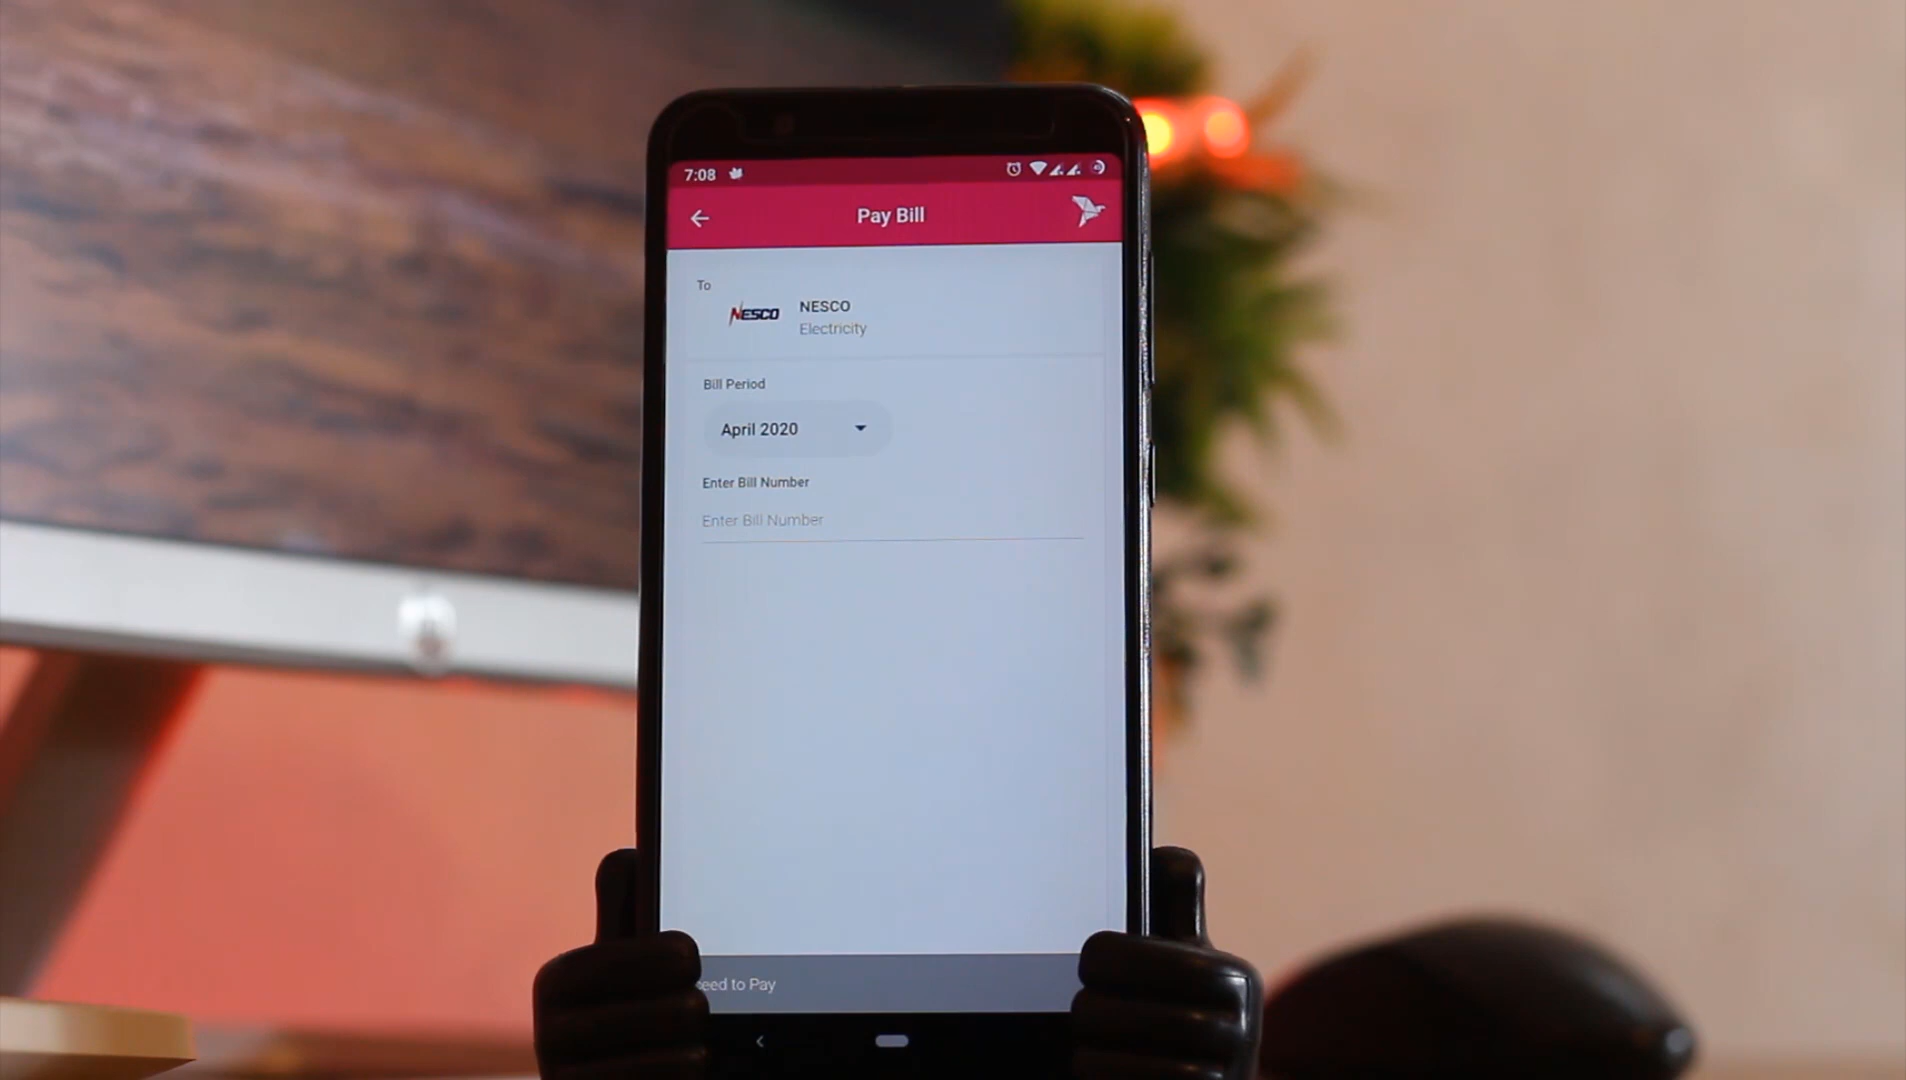 7:08
Pay Bill
To
NESCO
NESCO
Electricity
Bill Period
April 2020
Enter Bill Number
Enter Bill Number
eed to Pay